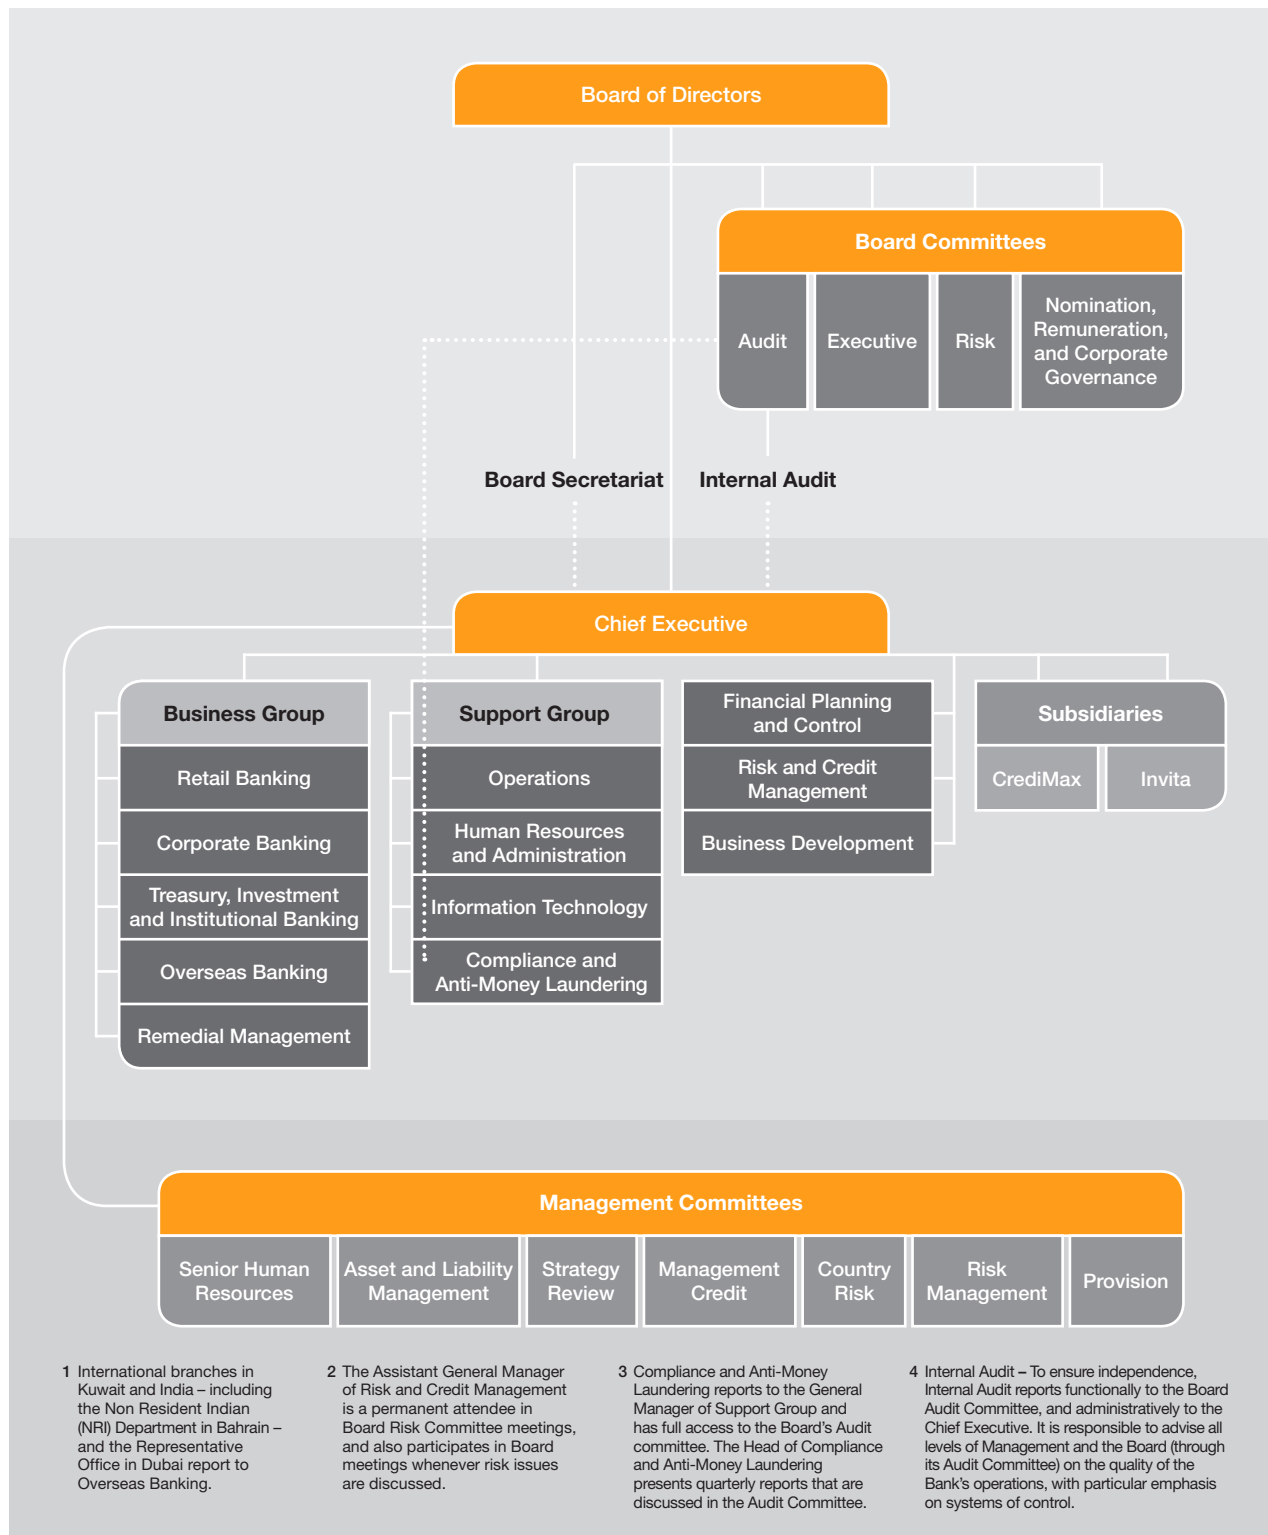 Board of Directors
Board Committees
Audit
Executive
Risk
Nomination,
Remuneration,
and Corporate
Governance
Board Secretariat
Internal Audit
Chief Executive
Business Group
Retail Banking
Corporate Banking
Treasury, Investment
and Institutional Banking
Overseas Banking
Remedial Management
Support Group
Operations
Human Resources
and Administration
Information Technology
Compliance and
Anti-Money Laundering
Financial Planning
and Control
Risk and Credit
Management
Business Development
Subsidiaries
CrediMax
Invita
Management Committees
Senior Human
Resources
Asset and Liability
Management
Strategy
Review
Management
Credit
Country
Risk
Risk
Management
Provision
1 International branches in
Kuwait and India – including
the Non Resident Indian
(NRI) Department in Bahrain –
and the Representative
Office in Dubai report to
Overseas Banking.
2 The Assistant General Manager
of Risk and Credit Management
is a permanent attendee in
Board Risk Committee meetings,
and also participates in Board
meetings whenever risk issues
are discussed.
3 Compliance and Anti-Money
Laundering reports to the General
Manager of Support Group and
has full access to the Board's Audit
committee. The Head of Compliance
and Anti-Money Laundering
presents quarterly reports that are
discussed in the Audit Committee.
4 Internal Audit – To ensure independence,
Internal Audit reports functionally to the Board
Audit Committee, and administratively to the
Chief Executive. It is responsible to advise all
levels of Management and the Board (through
its Audit Committee) on the quality of the
Bank's operations, with particular emphasis
on systems of control.